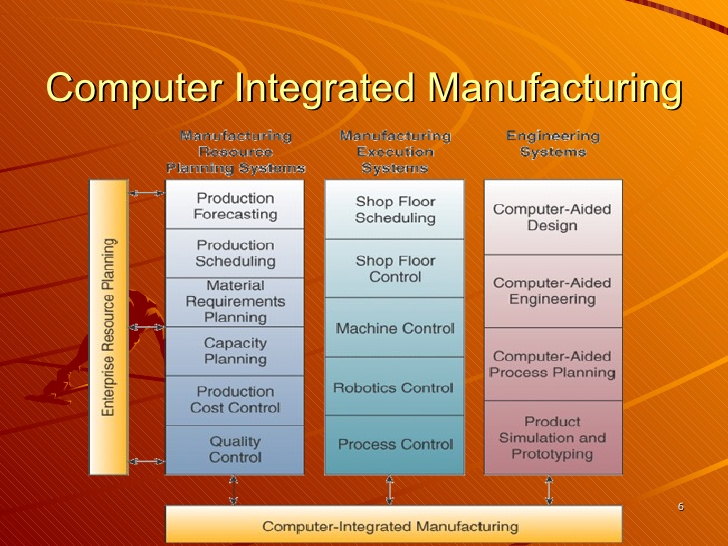 Computer Integrated Manufacturing
Manufacturing
Resource
Planning Systems
Manufacturing
Execution
Systems
Engineering
Systems
Enterprise Resource Planning
Production
Forecasting
Production
Scheduling
Material
Requirements
Planning
Capacity
Planning
Production
Cost Control
Quality
Control
Shop Floor
Scheduling
Shop Floor
Control
Machine Control
Robotics Control
Process Control
Computer-Aided
Design
Computer-Aided
Engineering
Computer-Aided
Process Planning
Product
Simulation and
Prototyping
Computer-Integrated Manufacturing
6